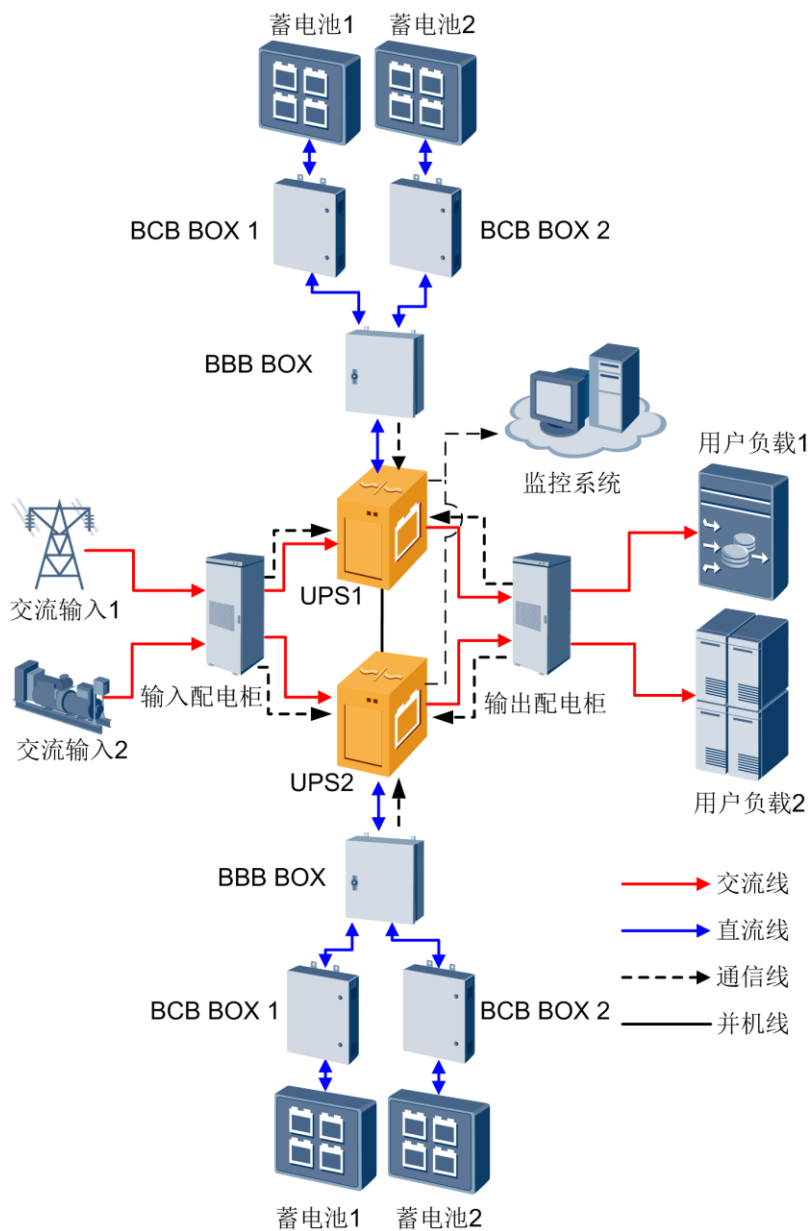 蓄电池1
蓄电池2
BCB BOX 1
BCB BOX 2
BBB BOX
监控系统
用户负载1
交流输入1
UPS1
输入配电柜
输出配电柜
交流输入2
UPS2
用户负载2
BBB BOX
交流线
直流线
通信线
并机线
BCB BOX 1
BCB BOX 2
蓄电池1
蓄电池2